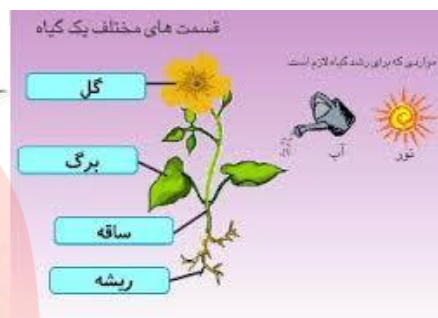 قسمت های مختلف یک گیاه
مواردی که برای رشد گیاه لازم است
گل
برگ
ساقه
ریشه
آب
نور